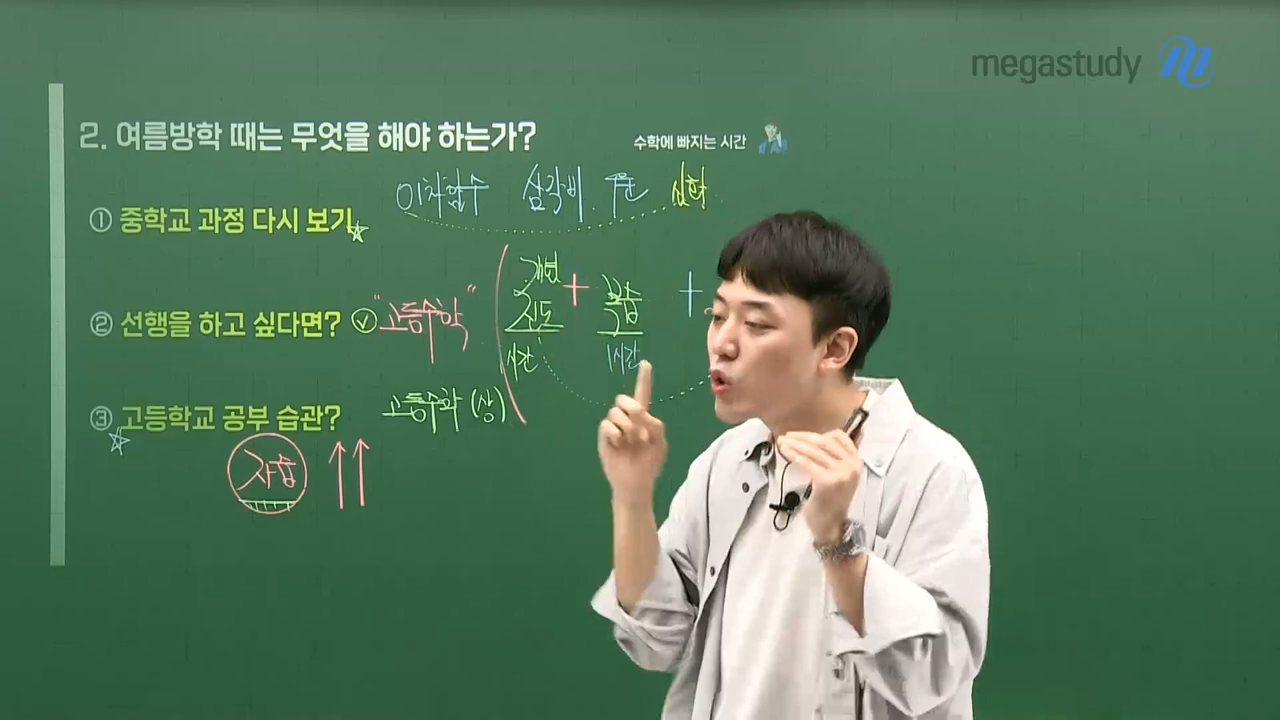 megastudy
2. 여름방학 때는 무엇을 해야 하는가?
수학에 빠지는 시간
이차함수 삼각비 심화
① 중학교 과정 다시 보기
개념
+ 복습 +
진도
② 선행을 하고 싶다면? "고등수학"
시간 1시간
③ 고등학교 공부 습관? 고등수학 (상)
자습 ↑↑